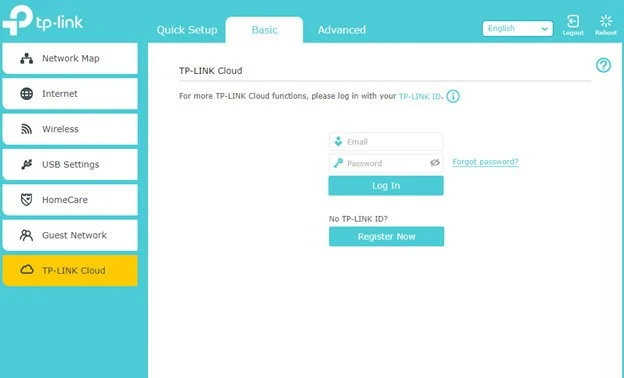 tp-link
Quick Setup Basic Advanced English Logout Reboot
Network Map
Internet
Wireless
USB Settings
HomeCare
Guest Network
TP-LINK Cloud
TP-LINK Cloud ?
For more TP-LINK Cloud functions, please log in with your TP-LINK ID. i
Email
Password Forgot password?
Log In
No TP-LINK ID?
Register Now